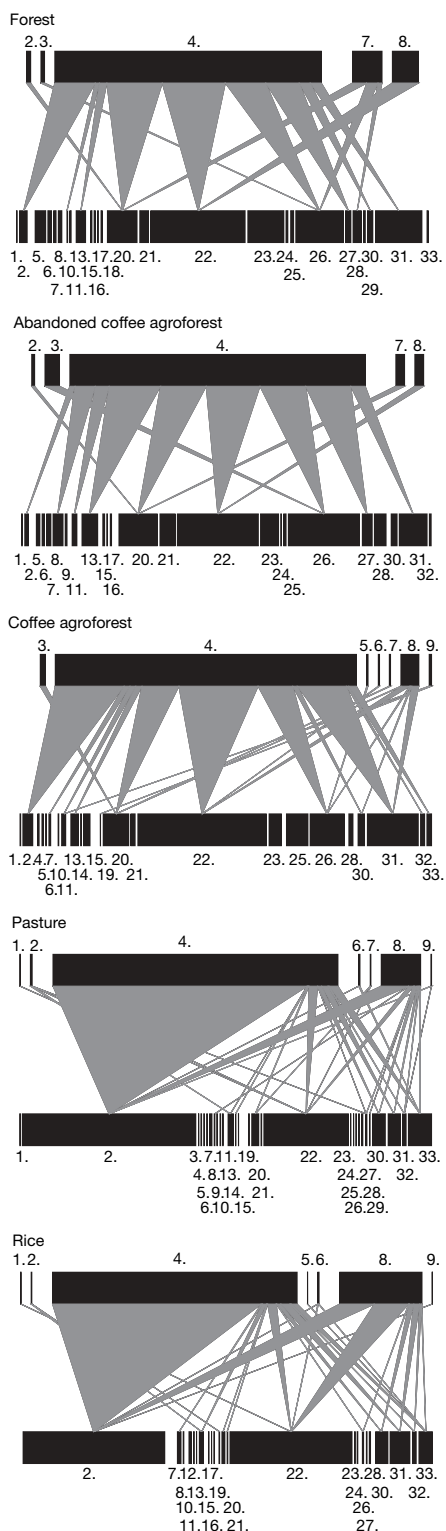 Forest
2. 3. 4. 7. 8.
1. 5. 8. 13. 17. 20. 21. 22. 23. 24. 26. 27. 30. 31. 33.
2. 6. 10. 15. 18. 25. 28.
7. 11. 16. 29.
Abandoned coffee agroforest
2. 3. 4. 7. 8.
1. 5. 8. 13. 17. 20. 21. 22. 23. 26. 27. 30. 31.
2. 6. 9. 15. 24. 28. 32.
7. 11. 16. 25.
Coffee agroforest
3. 4. 5. 6. 7. 8. 9.
1. 2. 4. 7. 13. 15. 20. 22. 23. 25. 26. 28. 31. 32.
5. 10. 14. 19. 21. 30. 33.
6. 11.
Pasture
1. 2. 4. 6. 7. 8. 9.
1. 2. 3. 7. 11. 19. 22. 23. 30. 31. 33.
4. 8. 13. 20. 24. 27. 32.
5. 9. 14. 21. 25. 28.
6. 10. 15. 26. 29.
Rice
1. 2. 4. 5. 6. 8. 9.
2. 7. 12. 17. 22. 23. 28. 31. 33.
8. 13. 19. 24. 30. 32.
10. 15. 20. 26.
11. 16. 21. 27.